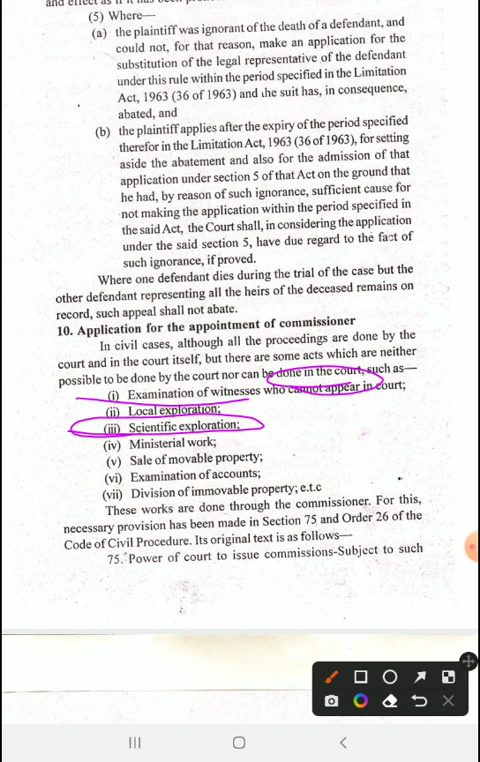 (5) Where—
(a) the plaintiff was ignorant of the death of a defendant, and
could not, for that reason, make an application for the
substitution of the legal representative of the defendant
under this rule within the period specified in the Limitation
Act, 1963 (36 of 1963) and the suit has, in consequence,
abated, and
(b) the plaintiff applies after the expiry of the period specified
therefor in the Limitation Act, 1963 (36 of 1963), for setting
aside the abatement and also for the admission of that
application under section 5 of that Act on the ground that
he had, by reason of such ignorance, sufficient cause for
not making the application within the period specified in
the said Act, the Court shall, in considering the application
under the said section 5, have due regard to the fact of
such ignorance, if proved.
Where one defendant dies during the trial of the case but the
other defendant representing all the heirs of the deceased remains on
record, such appeal shall not abate.
10. Application for the appointment of commissioner
In civil cases, although all the proceedings are done by the
court and in the court itself, but there are some acts which are neither
possible to be done by the court nor can be done in the court, such as—
(i) Examination of witnesses who cannot appear in court;
(ii) Local exploration;
(iii) Scientific exploration;
(iv) Ministerial work;
(v) Sale of movable property;
(vi) Examination of accounts;
(vii) Division of immovable property; e.t.c
These works are done through the commissioner. For this,
necessary provision has been made in Section 75 and Order 26 of the
Code of Civil Procedure. Its original text is as follows—
75. Power of court to issue commissions-Subject to such